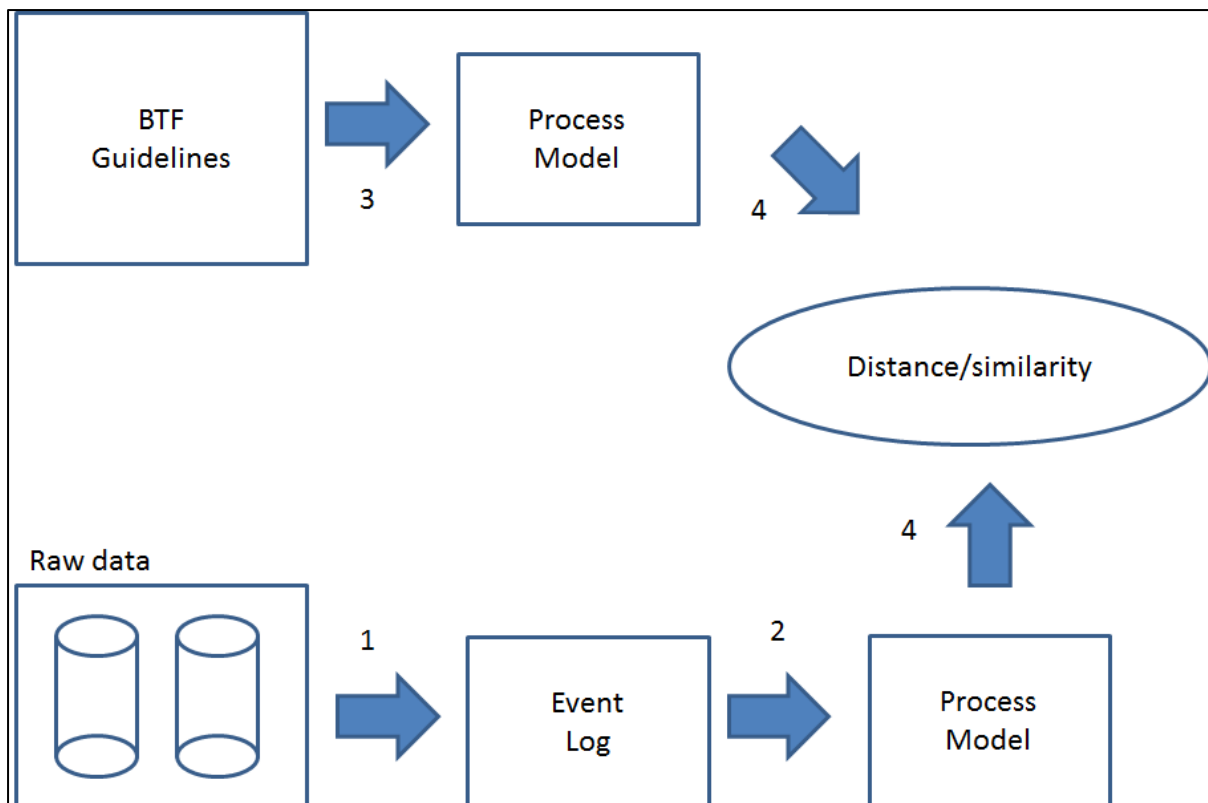 BTF
Guidelines
3
Process
Model
4
Distance/similarity
4
Raw data
1
Event
Log
2
Process
Model